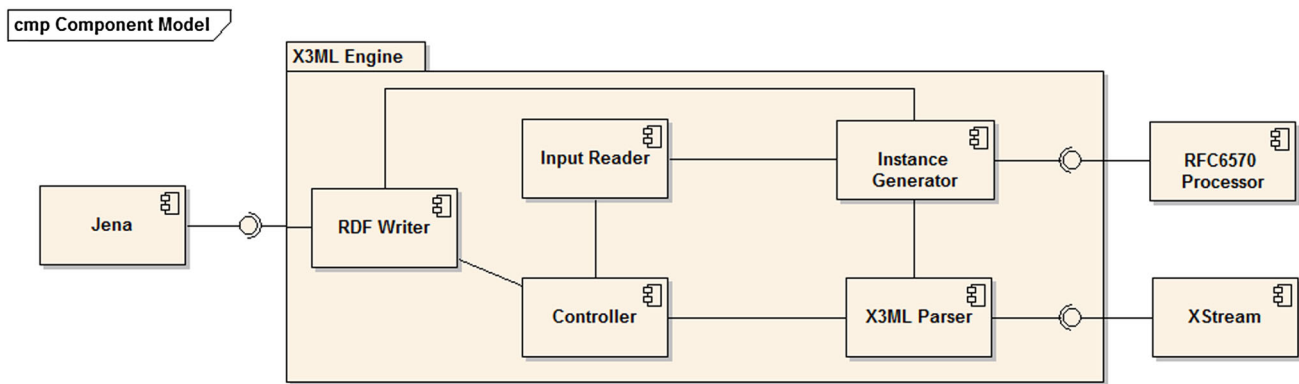 cmp Component Model
X3ML Engine
Input Reader
Instance
Generator
RFC6570
Processor
Jena
RDF Writer
Controller
X3ML Parser
XStream